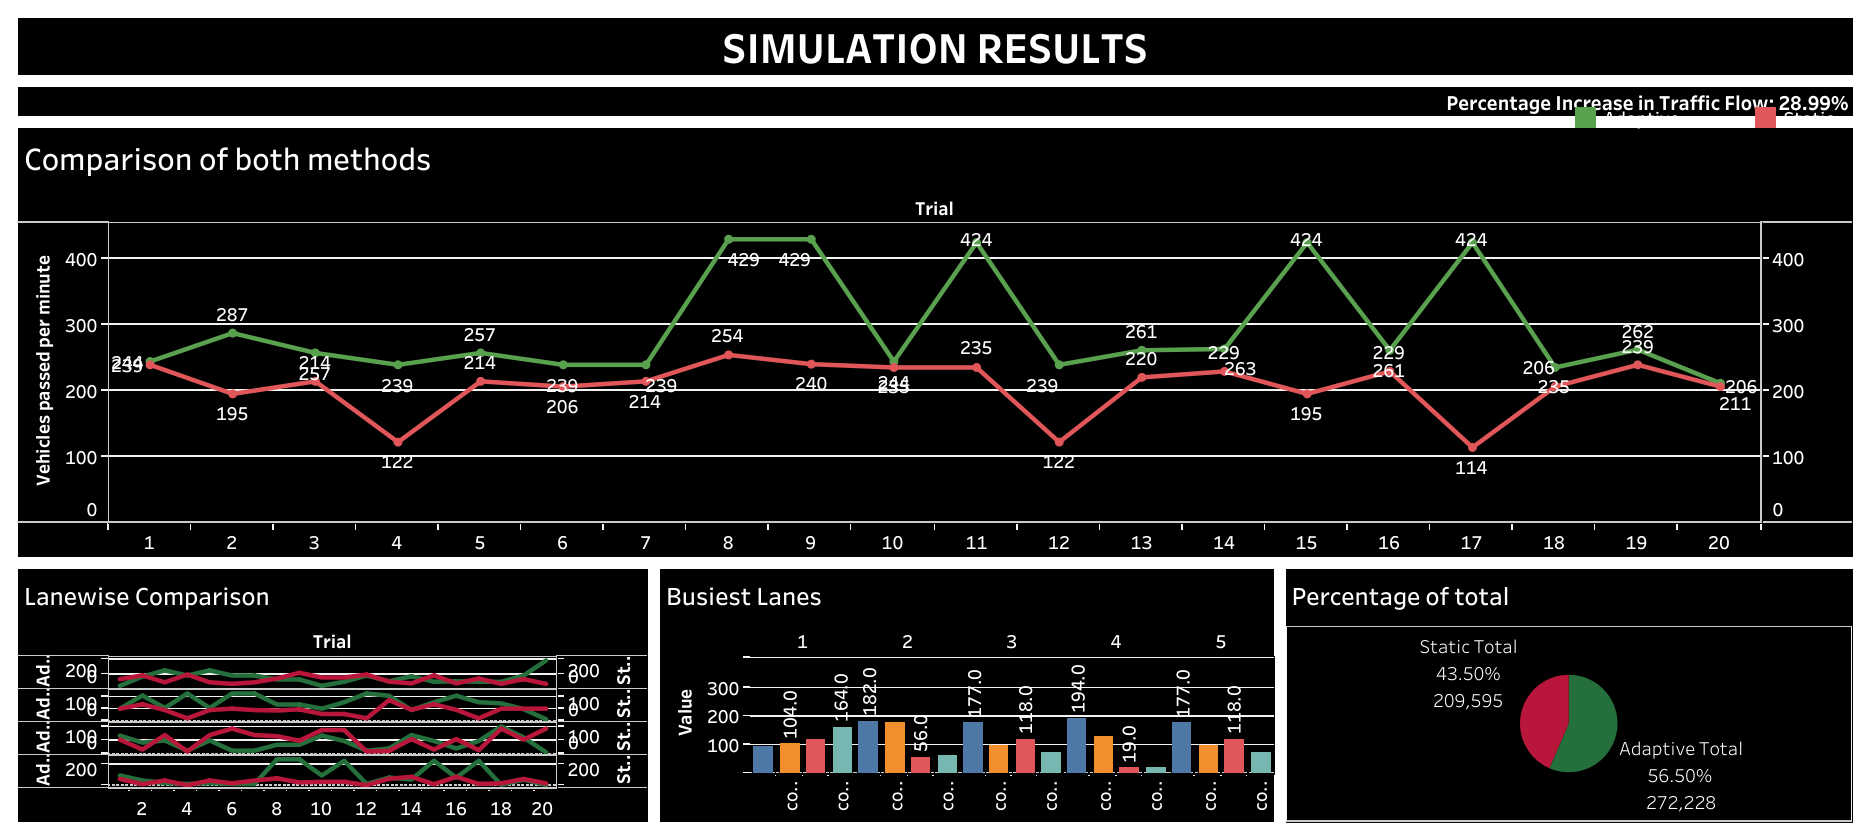 SIMULATION RESULTS
Percentage Increase in Traffic Flow: 28.99%
Adaptive Static
Comparison of both methods
Trial
Vehicles passed per minute
400
300
200
100
0
400
300
200
100
0
244 287 214 239 257 239 239 429 429 244 424 239 261 229 424 229 424 206 262 206
239 195 257 122 214 206 214 254 240 235 235 122 220 263 195 261 114 235 239 211
1 2 3 4 5 6 7 8 9 10 11 12 13 14 15 16 17 18 19 20
Lanewise Comparison
Trial
Ad.. 200 0 200 0 St..
Ad.. 100 0 100 0 St..
Ad.. 100 0 100 0 St..
Ad.. 200 200 St..
2 4 6 8 10 12 14 16 18 20
Busiest Lanes
1 2 3 4 5
Value
300
200
100
104.0 164.0 182.0 56.0 177.0 118.0 194.0 19.0 177.0 118.0
co.. co.. co.. co.. co.. co.. co.. co.. co.. co..
Percentage of total
Static Total
43.50%
209,595
Adaptive Total
56.50%
272,228